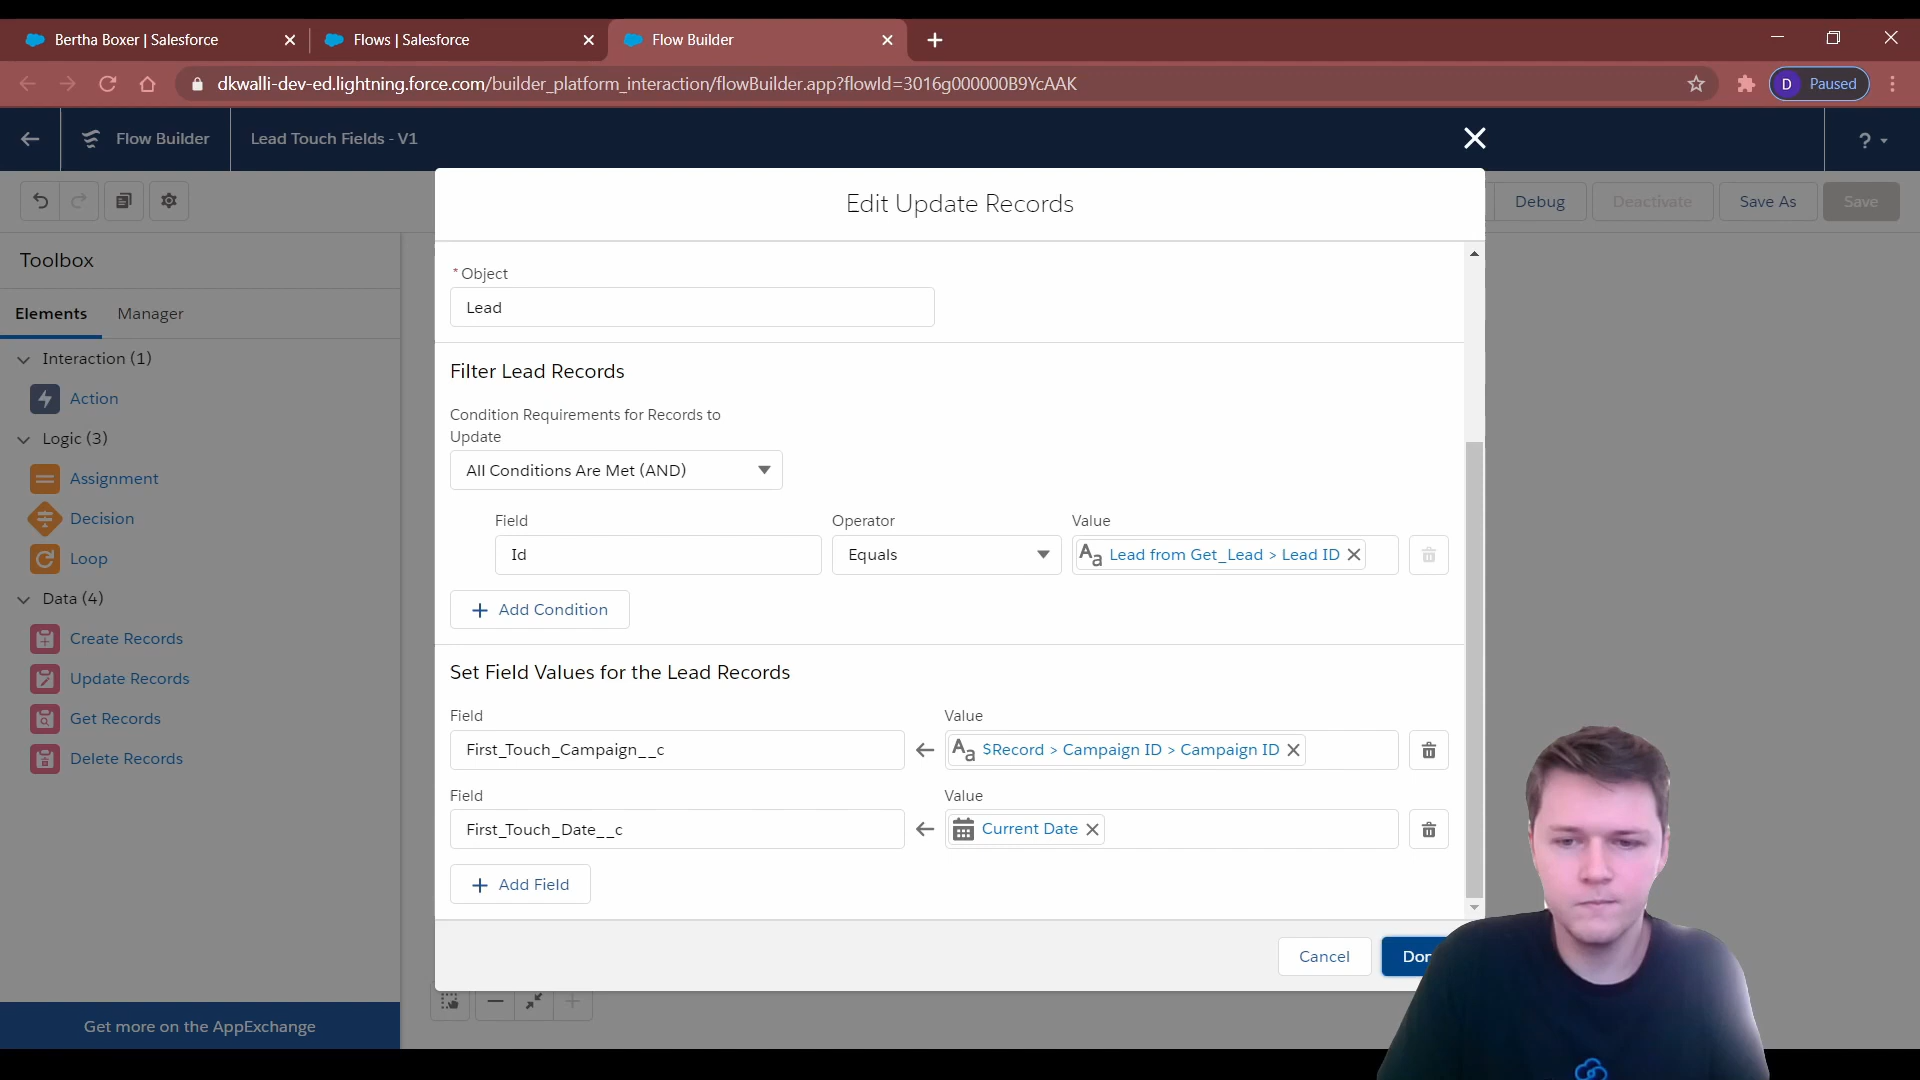 Bertha Boxer | Salesforce
Flows | Salesforce
Flow Builder
dkwalli-dev-ed.lightning.force.com/builder_platform_interaction/flowBuilder.app?flowId=3016g000000B9YcAAK
D Paused
Flow Builder
Lead Touch Fields - V1
?
Edit Update Records
Debug
Deactivate
Save As
Save
Toolbox
Elements
Manager
Interaction (1)
Action
Logic (3)
Assignment
Decision
Loop
Data (4)
Create Records
Update Records
Get Records
Delete Records
Get more on the AppExchange
* Object
Lead
Filter Lead Records
Condition Requirements for Records to
Update
All Conditions Are Met (AND)
Field
Operator
Value
Id
Equals
Aa Lead from Get_Lead > Lead ID
+ Add Condition
Set Field Values for the Lead Records
Field
Value
First_Touch_Campaign__c
Aa $Record > Campaign ID > Campaign ID
Field
Value
First_Touch_Date__c
Current Date
+ Add Field
Cancel